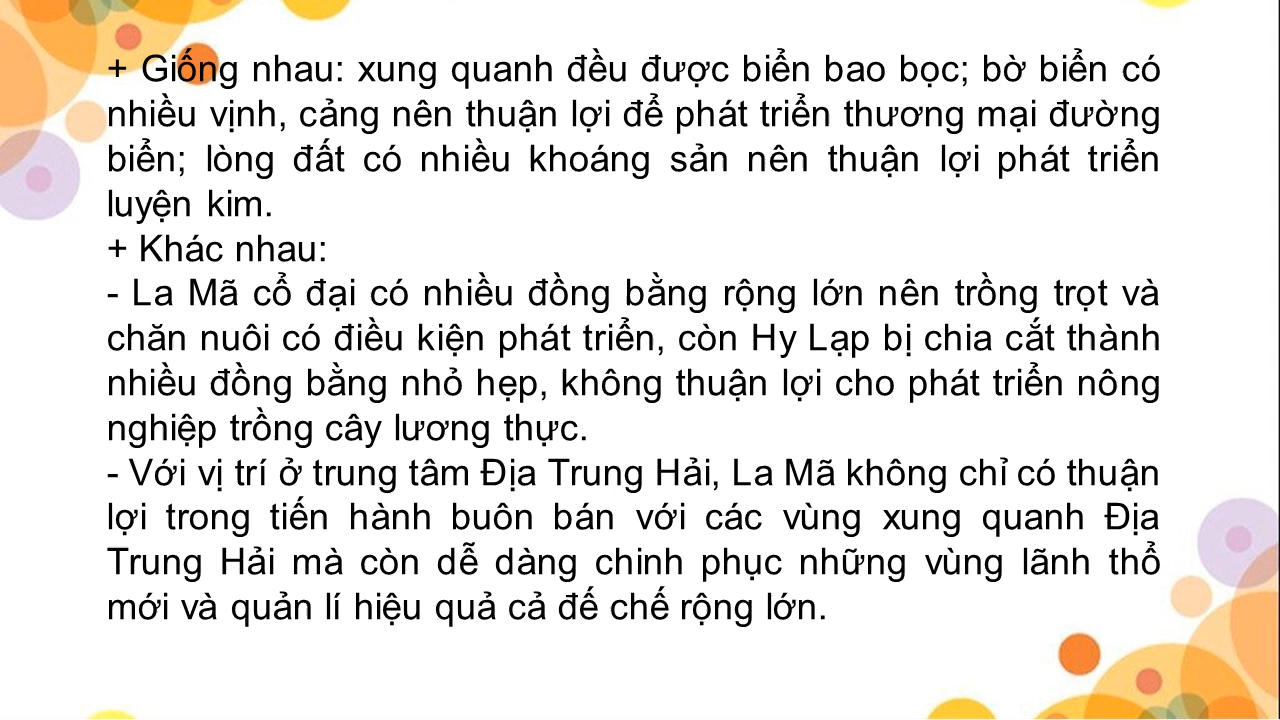 + Giống nhau: xung quanh đều được biển bao bọc; bờ biển có
nhiều vịnh, cảng nên thuận lợi để phát triển thương mại đường
biển; lòng đất có nhiều khoáng sản nên thuận lợi phát triển
luyện kim.
+ Khác nhau:
- La Mã cổ đại có nhiều đồng bằng rộng lớn nên trồng trọt và
chăn nuôi có điều kiện phát triển, còn Hy Lạp bị chia cắt thành
nhiều đồng bằng nhỏ hẹp, không thuận lợi cho phát triển nông
nghiệp trồng cây lương thực.
- Với vị trí ở trung tâm Địa Trung Hải, La Mã không chỉ có thuận
lợi trong tiến hành buôn bán với các vùng xung quanh Địa
Trung Hải mà còn dễ dàng chinh phục những vùng lãnh thổ
mới và quản lí hiệu quả cả đế chế rộng lớn.